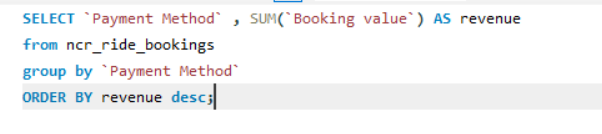 SELECT `Payment Method` , SUM(`Booking value`) AS revenue
from ncr_ride_bookings
group by `Payment Method`
ORDER BY revenue desc;